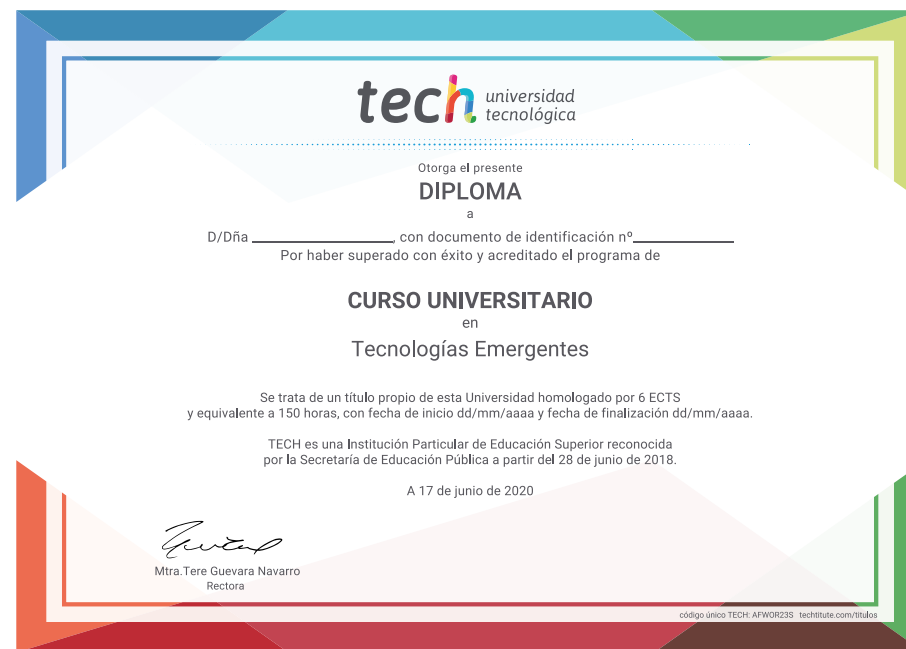 tech universidad
tecnológica
Otorga el presente
DIPLOMA
a
D/Dña ____________________, con documento de identificación nº______________
Por haber superado con éxito y acreditado el programa de
CURSO UNIVERSITARIO
en
Tecnologías Emergentes
Se trata de un título propio de esta Universidad homologado por 6 ECTS
y equivalente a 150 horas, con fecha de inicio dd/mm/aaaa y fecha de finalización dd/mm/aaaa.
TECH es una Institución Particular de Educación Superior reconocida
por la Secretaría de Educación Pública a partir del 28 de junio de 2018.
A 17 de junio de 2020
Mtra.Tere Guevara Navarro
Rectora
código único TECH: AFWOR23S techtitute.com/titulos